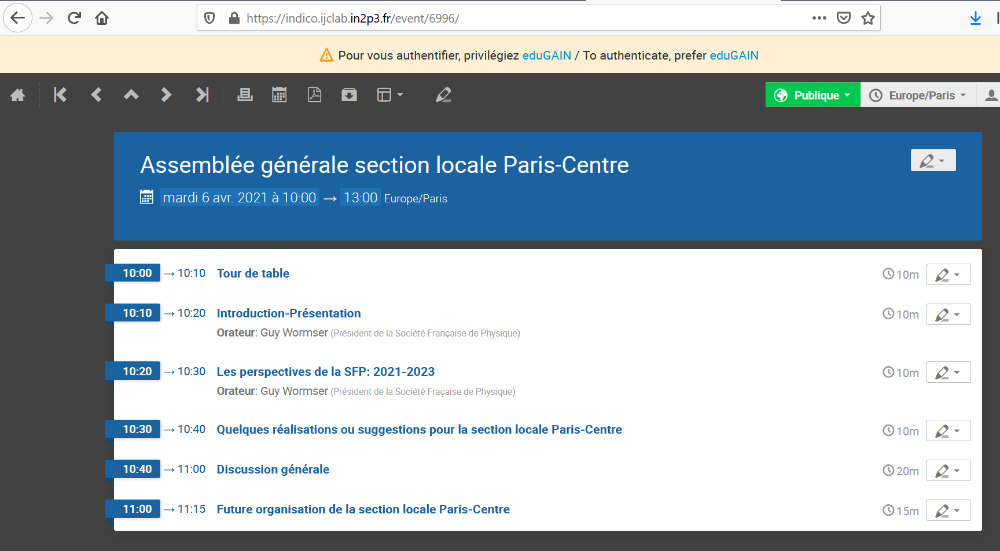 https://indico.ijclab.in2p3.fr/event/6996/
Pour vous authentifier, privilégiez eduGAIN / To authenticate, prefer eduGAIN
Publique Europe/Paris
Assemblée générale section locale Paris-Centre
mardi 6 avr. 2021 à 10:00 → 13:00 Europe/Paris
10:00 → 10:10 Tour de table 10m
10:10 → 10:20 Introduction-Présentation 10m
Orateur: Guy Wormser (Président de la Société Française de Physique)
10:20 → 10:30 Les perspectives de la SFP: 2021-2023 10m
Orateur: Guy Wormser (Président de la Société Fraçaise de Physique)
10:30 → 10:40 Quelques réalisations ou suggestions pour la section locale Paris-Centre 10m
10:40 → 11:00 Discussion générale 20m
11:00 → 11:15 Future organisation de la section locale Paris-Centre 15m